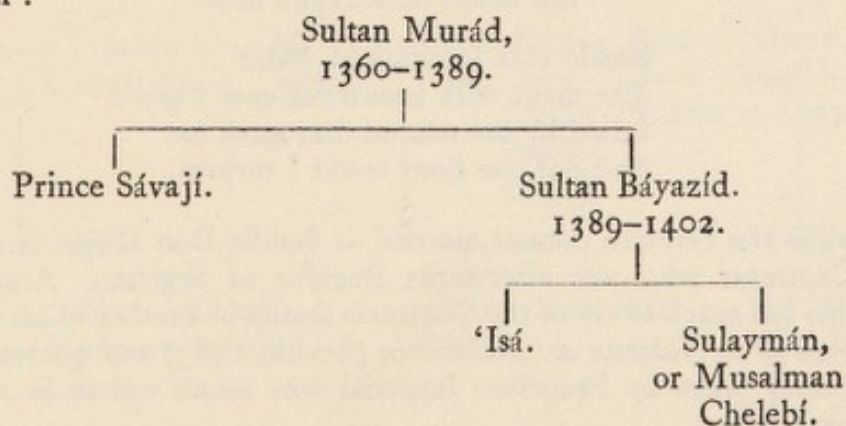 Sultan Murád,
1360–1389.
Prince Sávají. Sultan Báyazíd.
1389–1402.
‘Isá. Sulaymán,
or Musalman
Chelebí.